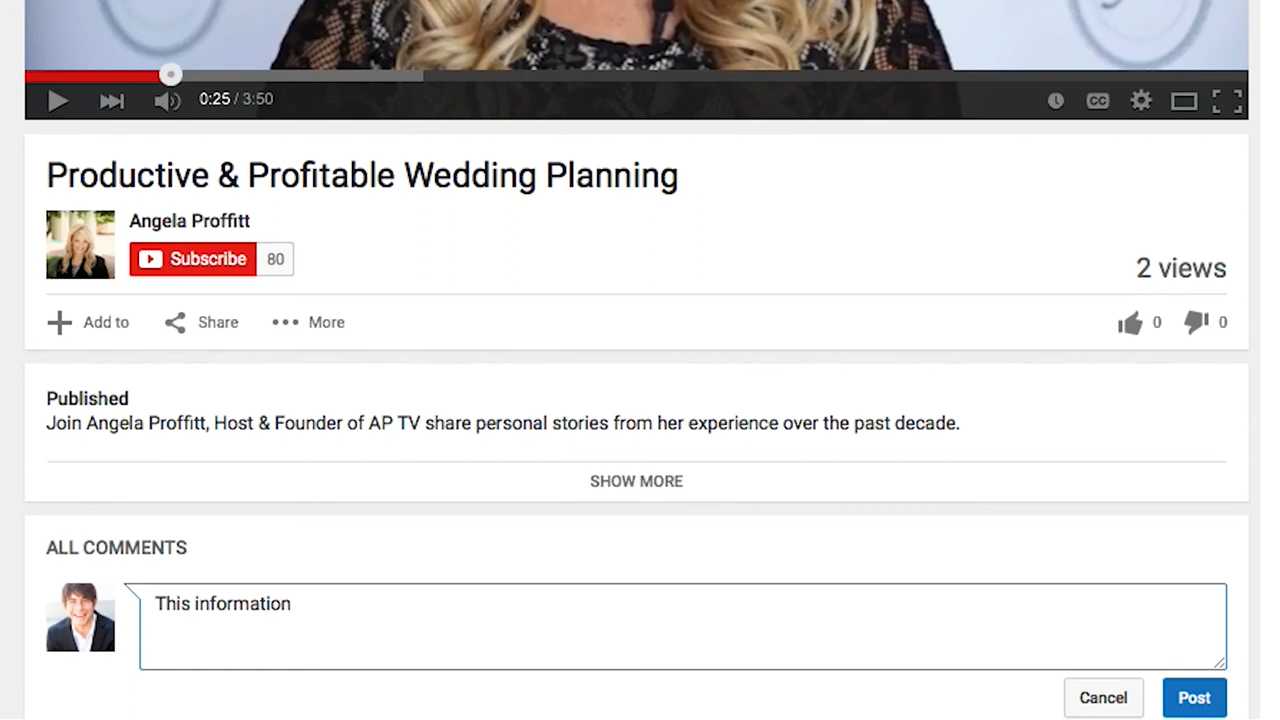 0:25 / 3:50
CC
Productive & Profitable Wedding Planning
Angela Proffitt
Subscribe 80
2 views
Add to Share More 0 0
Published
Join Angela Proffitt, Host & Founder of AP TV share personal stories from her experience over the past decade.
SHOW MORE
ALL COMMENTS
This information
Cancel Post